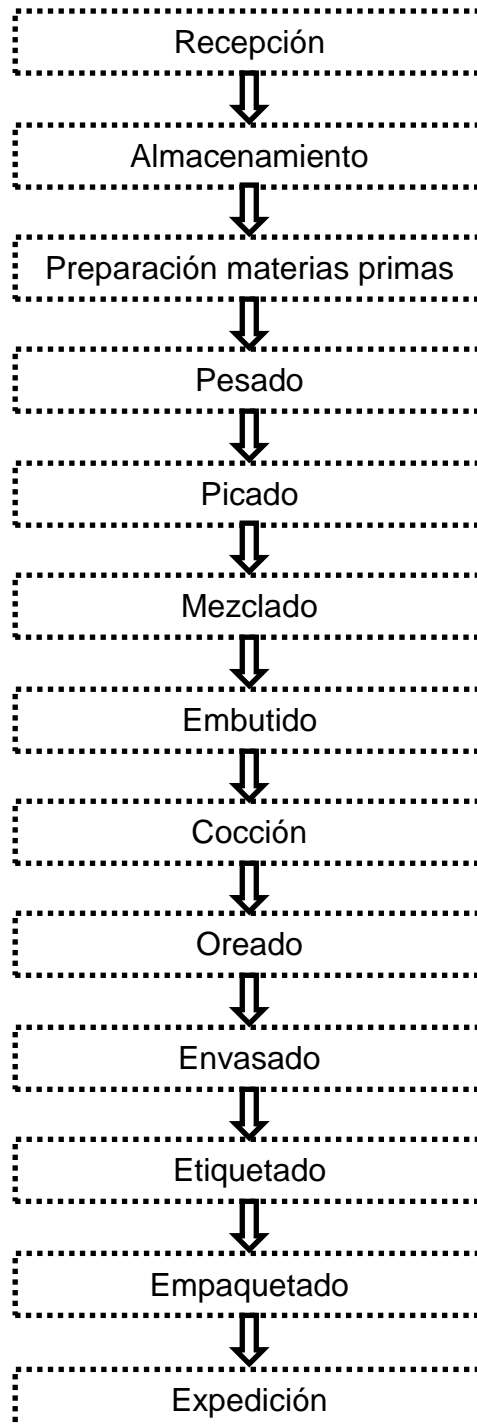 Recepción
Almacenamiento
Preparación materias primas
Pesado
Picado
Mezclado
Embutido
Cocción
Oreado
Envasado
Etiquetado
Empaquetado
Expedición